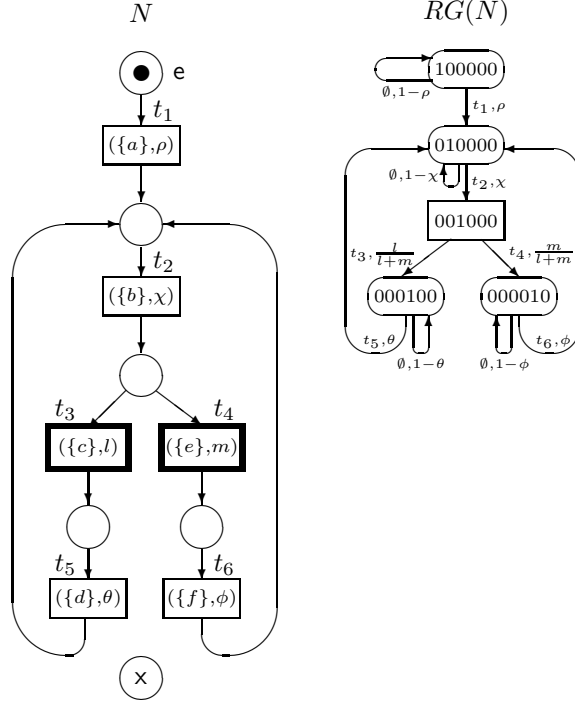 N
RG(N)
e
100000
∅,1−ρ
t₁
t₁,ρ
({a},ρ)
010000
∅,1−χ
t₂,χ
001000
t₂
({b},χ)
t₃, l/(l+m)
t₄, m/(l+m)
000100
000010
t₅,θ
t₆,ϕ
∅,1−θ
∅,1−ϕ
t₃
t₄
({c},l)
({e},m)
t₅
t₆
({d},θ)
({f},ϕ)
x